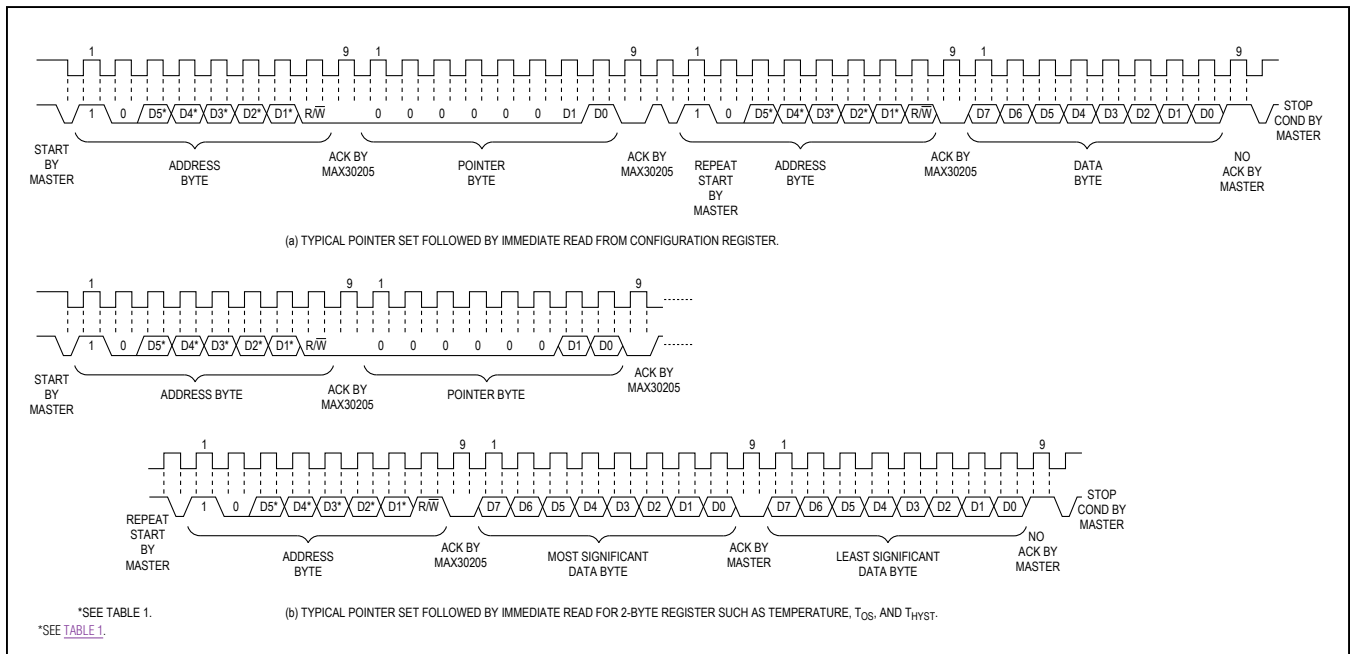 1 9 1 9 1 9 1 9
1 0 D5* D4* D3* D2* D1* R/W̅ 0 0 0 0 0 0 D1 D0 1 0 D5* D4* D3* D2* D1* R/W̅ D7 D6 D5 D4 D3 D2 D1 D0
STOP
COND BY
MASTER
START
BY
MASTER
ADDRESS
BYTE
ACK BY
MAX30205
POINTER
BYTE
ACK BY
MAX30205
REPEAT
START
BY
MASTER
ADDRESS
BYTE
ACK BY
MAX30205
DATA
BYTE
NO
ACK BY
MASTER
(a) TYPICAL POINTER SET FOLLOWED BY IMMEDIATE READ FROM CONFIGURATION REGISTER.
1 9 1 9
1 0 D5* D4* D3* D2* D1* R/W̅ 0 0 0 0 0 0 D1 D0
START
BY
MASTER
ADDRESS BYTE
ACK BY
MAX30205
POINTER BYTE
ACK BY
MAX30205
1 9 1 9 1 9
1 0 D5* D4* D3* D2* D1* R/W̅ D7 D6 D5 D4 D3 D2 D1 D0 D7 D6 D5 D4 D3 D2 D1 D0
STOP
COND BY
MASTER
REPEAT
START
BY
MASTER
ADDRESS
BYTE
ACK BY
MAX30205
MOST SIGNIFICANT
DATA BYTE
ACK BY
MASTER
LEAST SIGNIFICANT
DATA BYTE
NO
ACK BY
MASTER
*SEE TABLE 1.
(b) TYPICAL POINTER SET FOLLOWED BY IMMEDIATE READ FOR 2-BYTE REGISTER SUCH AS TEMPERATURE, TOS, AND THYST.
*SEE TABLE 1.